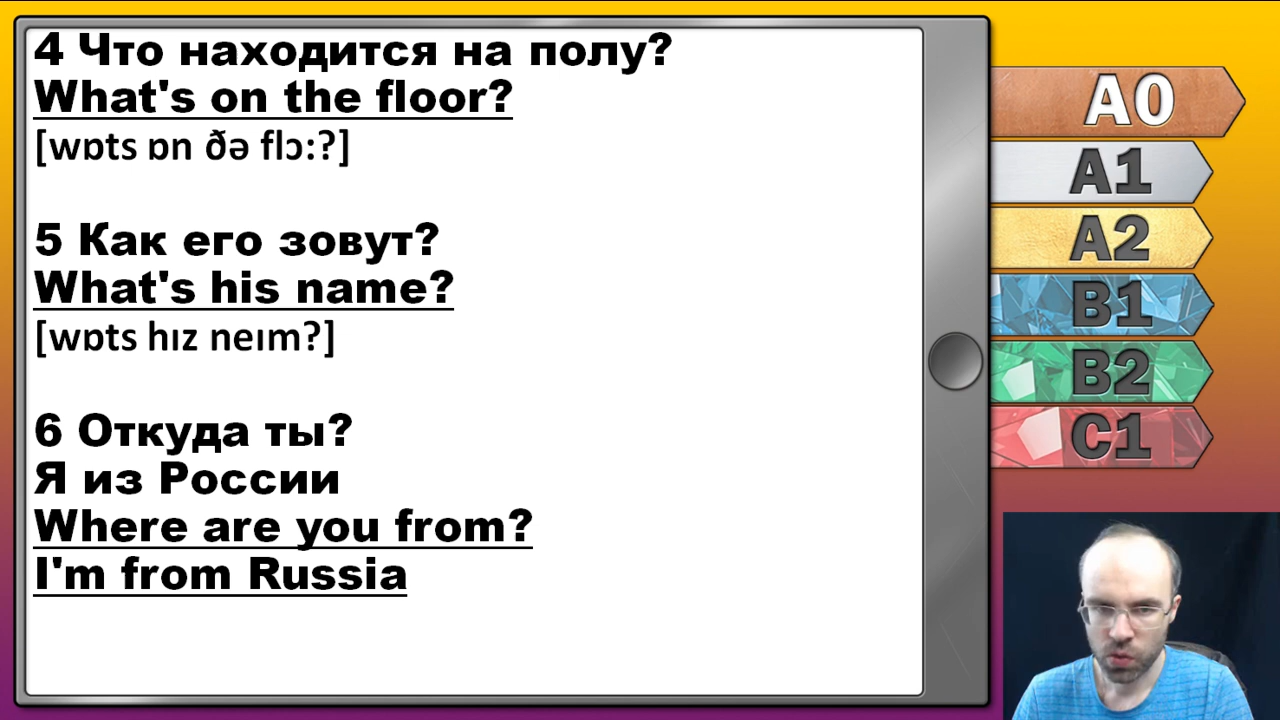 4 Что находится на полу?
What's on the floor?
[wɒts ɒn ðə flɔ:?]
5 Как его зовут?
What's his name?
[wɒts hɪz neɪm?]
6 Откуда ты?
Я из России
Where are you from?
I'm from Russia
A0
A1
A2
B1
B2
C1